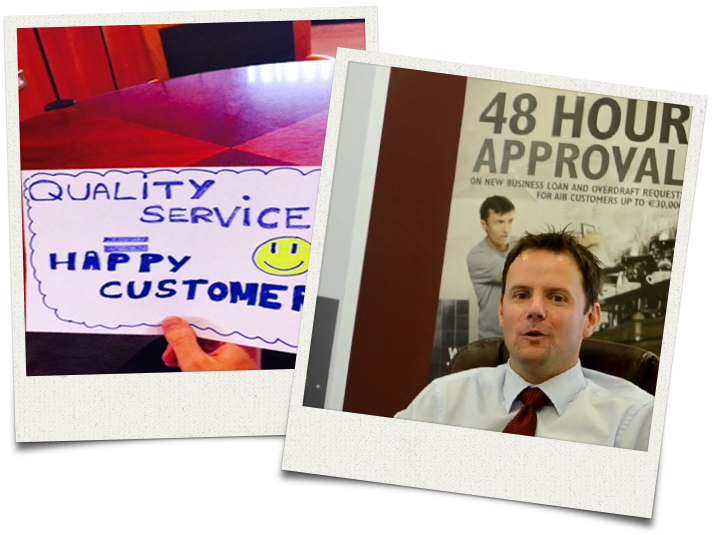 QUALiTY
SERViCE
=
HAPPY
CUSTOMER
48 HOUR
APPROVAL
ON NEW BUSINESS LOAN AND OVERDRAFT REQUEST
FOR AIB CUSTOMERS UP TO €30,00